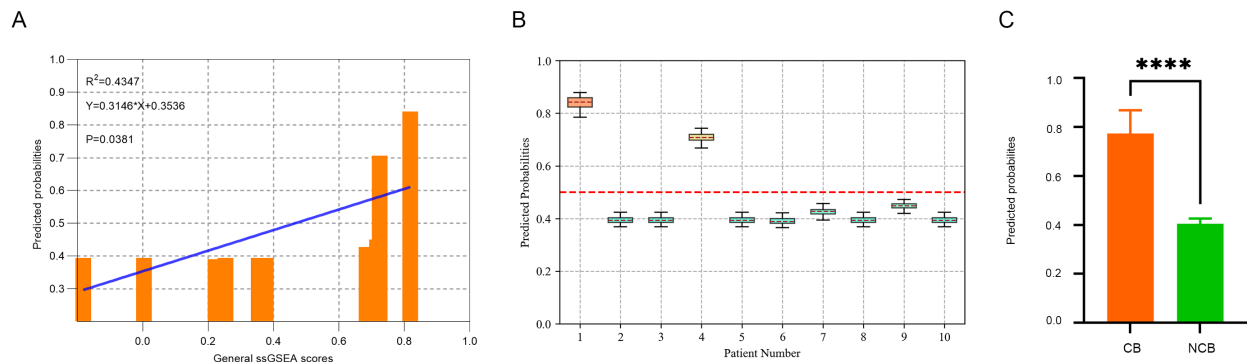 A
B
C
1.0
0.9
0.8
0.7
0.6
0.5
0.4
0.3
Predicted probabilities
R²=0.4347
Y=0.3146*X+0.3536
P=0.0381
0.0 0.2 0.4 0.6 0.8 1.0
General ssGSEA scores
1.0
0.8
0.6
0.4
0.2
0.0
Predicted Probabilities
1 2 3 4 5 6 7 8 9 10
Patient Number
****
1.0
0.8
0.6
0.4
0.2
0.0
Predicted probabilites
CB NCB